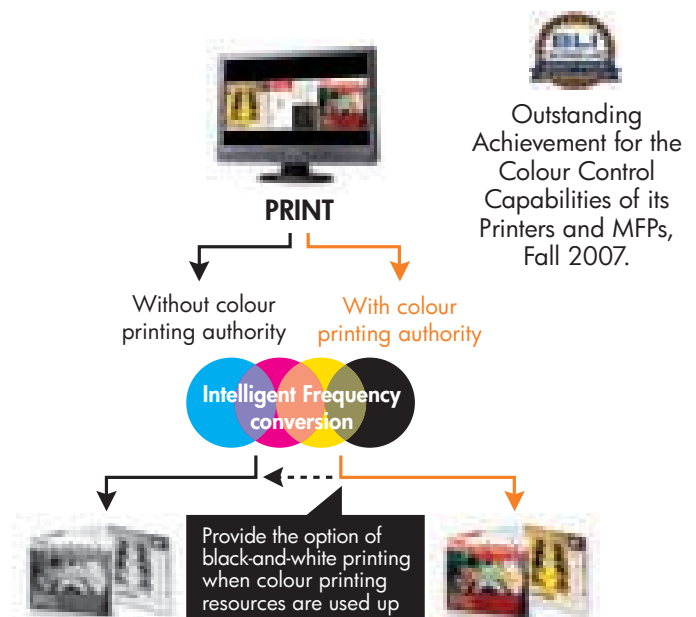 BLI
Outstanding
Achievement for the
Colour Control
Capabilities of its
Printers and MFPs,
Fall 2007.
PRINT
Without colour
printing authority
With colour
printing authority
Intelligent Frequency
conversion
Provide the option of
black-and-white printing
when colour printing
resources are used up